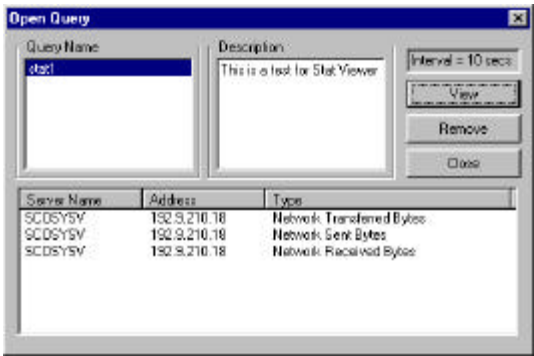 Open Query
Query Name
stat1
Description
This is a test for Stat Viewer
Interval = 10 secs
View
Remove
Close
Server Name Address Type
SCOSYSV 192.9.210.18 Network Transferred Bytes
SCOSYSV 192.9.210.18 Network Sent Bytes
SCOSYSV 192.9.210.18 Network Received Bytes